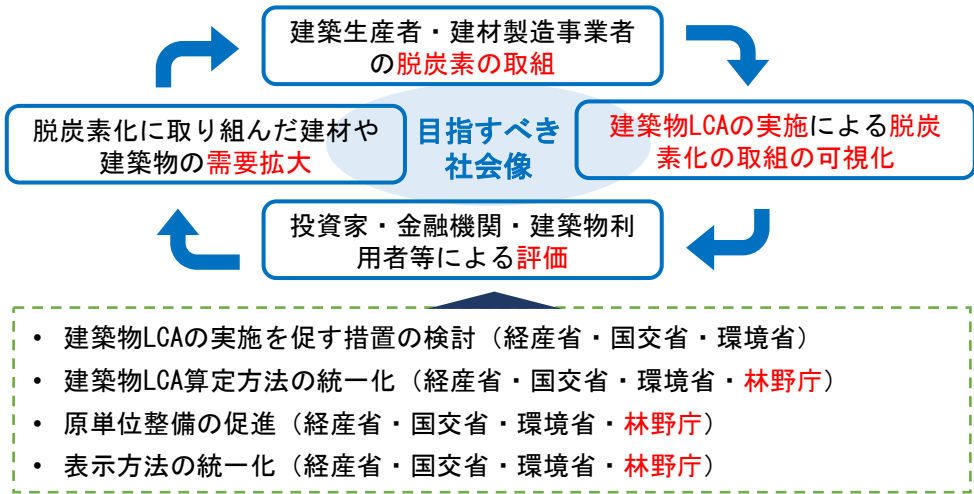 建築生産者・建材製造事業者
の脱炭素の取組
脱炭素化に取り組んだ建材や
建築物の需要拡大
目指すべき
社会像
建築物LCAの実施による脱炭
素化の取組の可視化
投資家・金融機関・建築物利
用者等による評価
• 建築物LCAの実施を促す措置の検討（経産省・国交省・環境省）
• 建築物LCA算定方法の統一化（経産省・国交省・環境省・林野庁）
• 原単位整備の促進（経産省・国交省・環境省・林野庁）
• 表示方法の統一化（経産省・国交省・環境省・林野庁）